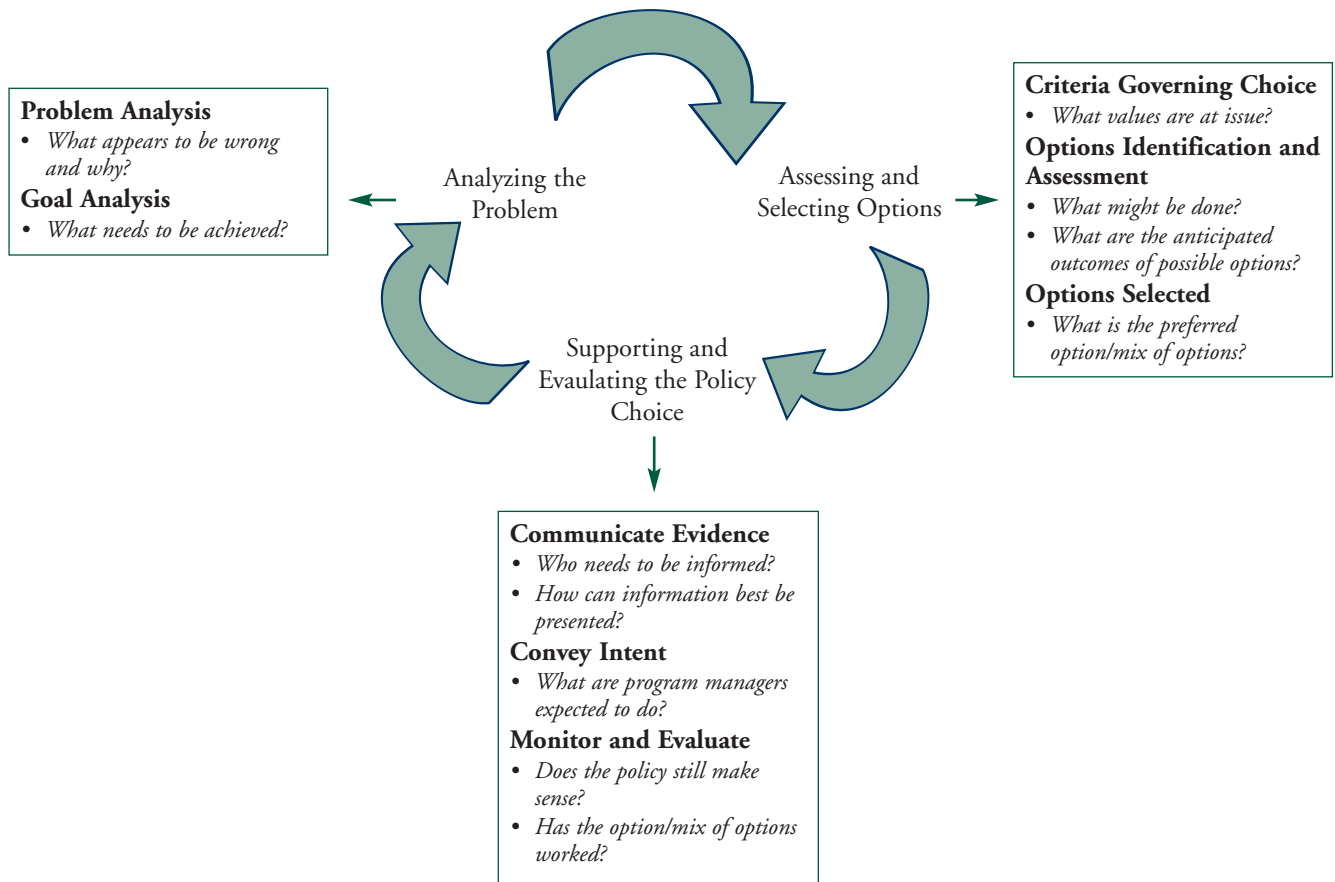 Problem Analysis
• What appears to be wrong
and why?
Goal Analysis
• What needs to be achieved?
Analyzing the
Problem
Assessing and
Selecting Options
Criteria Governing Choice
• What values are at issue?
Options Identification and
Assessment
• What might be done?
• What are the anticipated
outcomes of possible options?
Options Selected
• What is the preferred
option/mix of options?
Supporting and
Evaulating the Policy
Choice
Communicate Evidence
• Who needs to be informed?
• How can information best be
presented?
Convey Intent
• What are program managers
expected to do?
Monitor and Evaluate
• Does the policy still make
sense?
• Has the option/mix of options
worked?